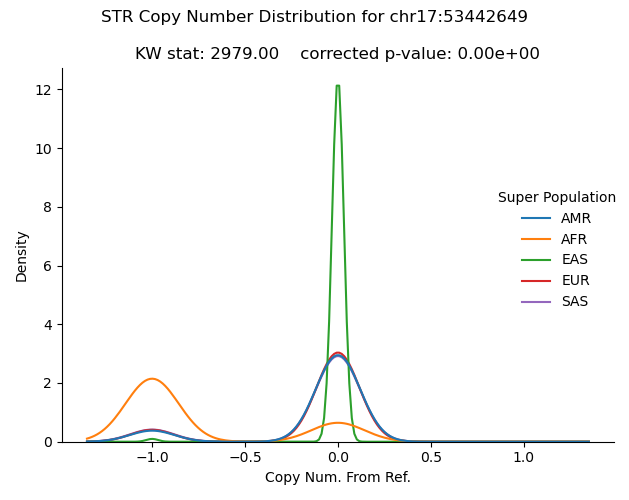 STR Copy Number Distribution for chr17:53442649
KW stat: 2979.00    corrected p-value: 0.00e+00
12
10
8
6
4
2
0
Density
−1.0
−0.5
0.0
0.5
1.0
Copy Num. From Ref.
Super Population
AMR
AFR
EAS
EUR
SAS